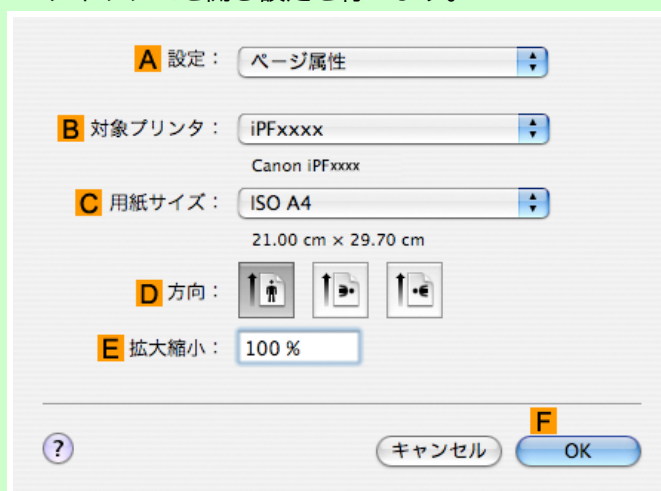 A 設定： ページ属性
B 対象プリンタ： iPFxxxx
Canon iPFxxxx
C 用紙サイズ： ISO A4
21.00 cm × 29.70 cm
D 方向：
E 拡大縮小： 100 %
F
? キャンセル OK